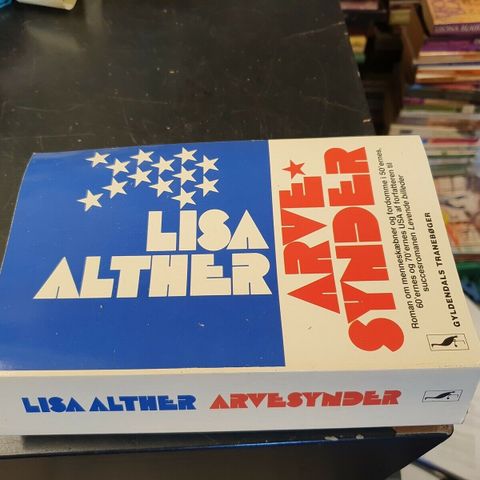 LISA
ALTHER
ARVE
SYNDER
Roman om menneskeskæbner og fordomme i 50'ernes,
60'ernes og 70'ernes USA af forfatteren til
succesromanen Levende billeder
GYLDENDALS TRANEBØGER
LISA ALTHER ARVESYNDER